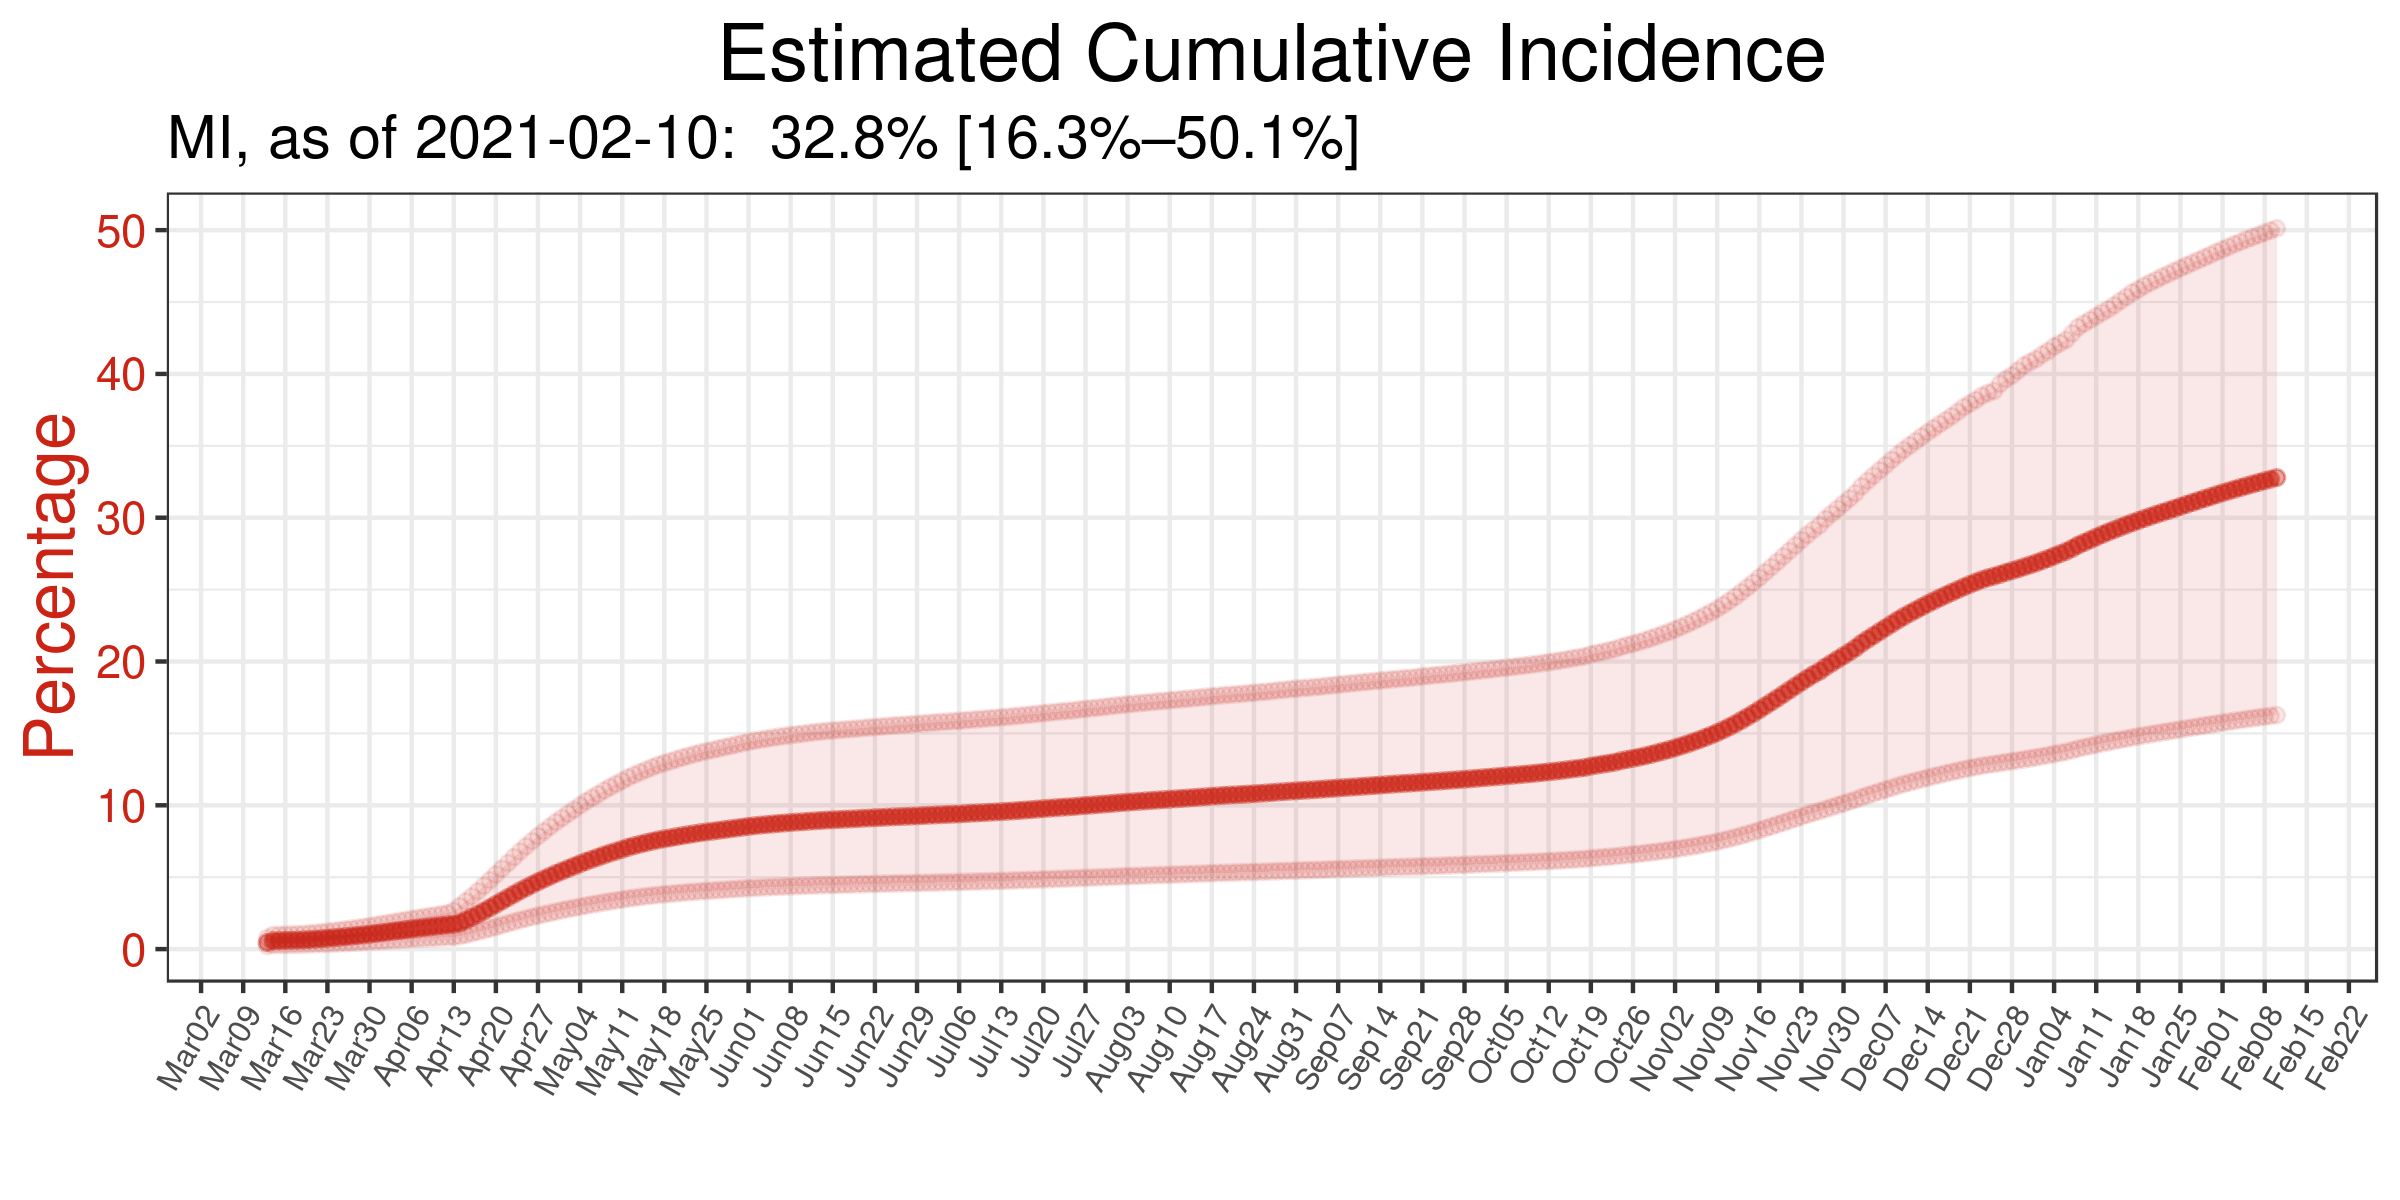 Estimated Cumulative Incidence
MI, as of 2021-02-10:  32.8% [16.3%–50.1%]
Percentage
50
40
30
20
10
0
Mar02
Mar09
Mar16
Mar23
Mar30
Apr06
Apr13
Apr20
Apr27
May04
May11
May18
May25
Jun01
Jun08
Jun15
Jun22
Jun29
Jul06
Jul13
Jul20
Jul27
Aug03
Aug10
Aug17
Aug24
Aug31
Sep07
Sep14
Sep21
Sep28
Oct05
Oct12
Oct19
Oct26
Nov02
Nov09
Nov16
Nov23
Nov30
Dec07
Dec14
Dec21
Dec28
Jan04
Jan11
Jan18
Jan25
Feb01
Feb08
Feb15
Feb22